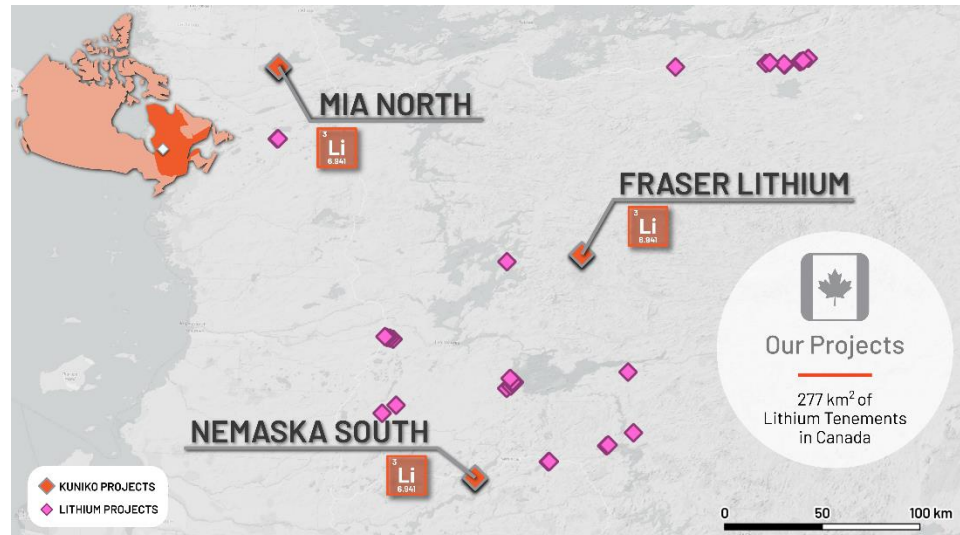 MIA NORTH
3
Li
6.941
FRASER LITHIUM
3
Li
6.941
Our Projects
277 km² of
Lithium Tenements
in Canada
NEMASKA SOUTH
3
Li
6.941
KUNIKO PROJECTS
LITHIUM PROJECTS
0 50 100 km